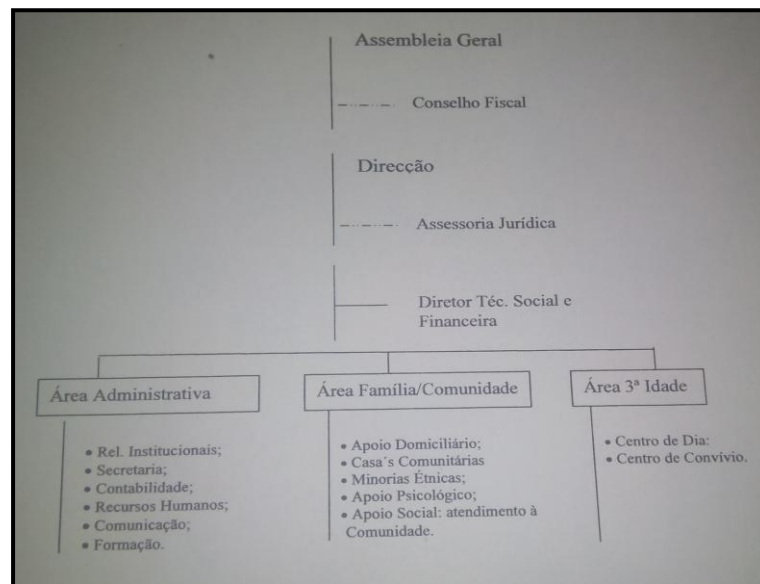 Assembleia Geral
Conselho Fiscal
Direcção
Assessoria Jurídica
Diretor Téc. Social e
Financeira
Área Administrativa
• Rel. Institucionais;
• Secretaria;
• Contabilidade;
• Recursos Humanos;
• Comunicação;
• Formação.
Área Família/Comunidade
• Apoio Domiciliário;
• Casa´s Comunitárias
• Minorias Étnicas;
• Apoio Psicológico;
• Apoio Social: atendimento à
Comunidade.
Área 3ª Idade
• Centro de Dia:
• Centro de Convívio.